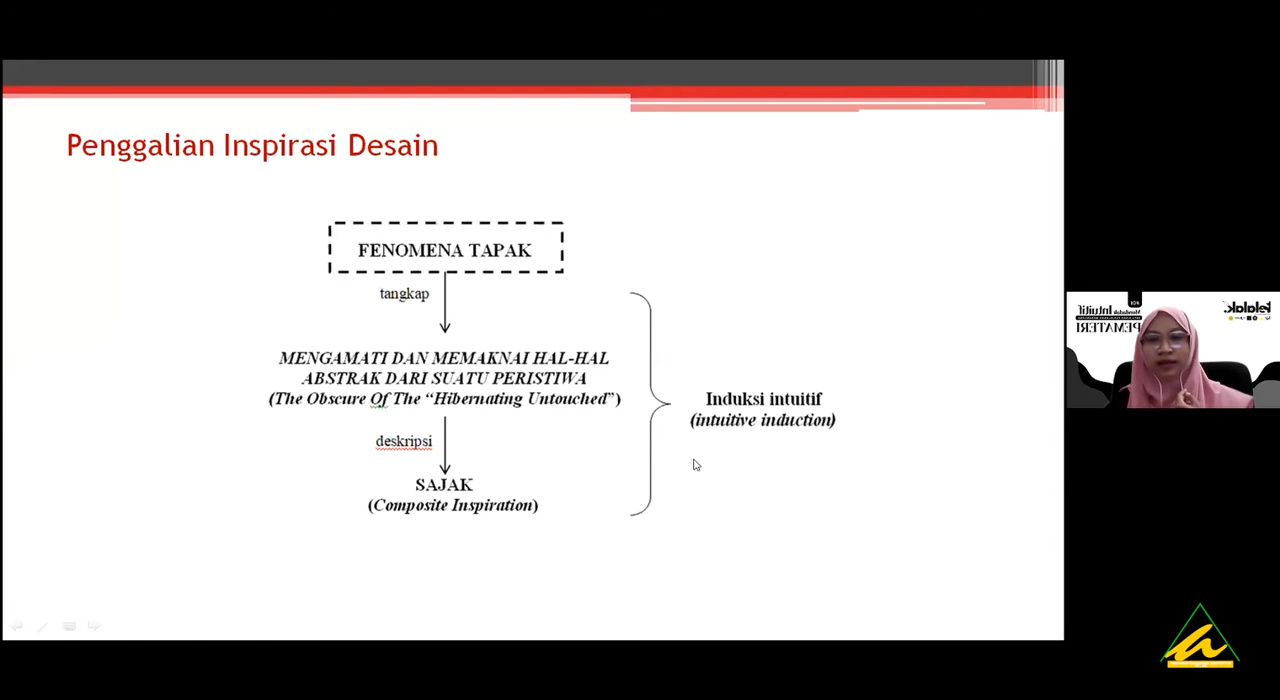 Penggalian Inspirasi Desain
FENOMENA TAPAK
tangkap
MENGAMATI DAN MEMAKNAI HAL-HAL
ABSTRAK DARI SUATU PERISTIWA
(The Obscure Of The “Hibernating Untouched”)
deskripsi
SAJAK
(Composite Inspiration)
Induksi intuitif
(intuitive induction)
Intuitif
PEMATERI